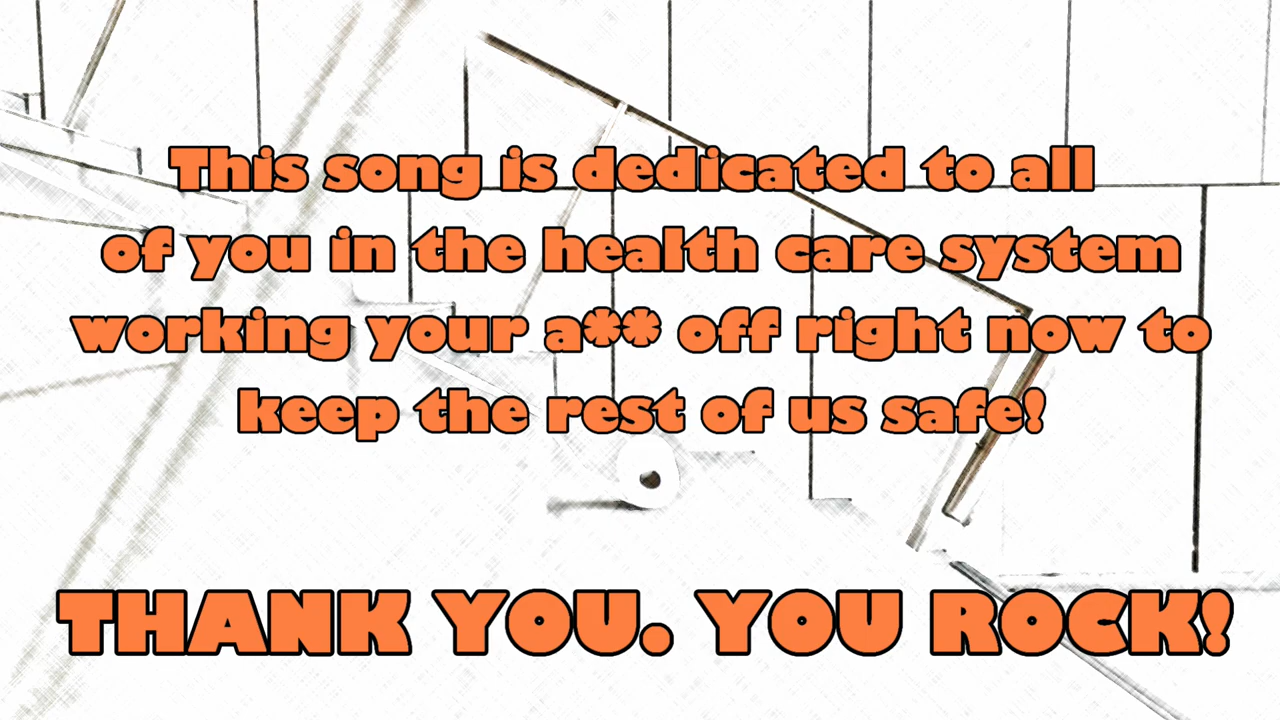 This song is dedicated to all
of you in the health care system
working your a** off right now to
keep the rest of us safe!
THANK YOU. YOU ROCK!